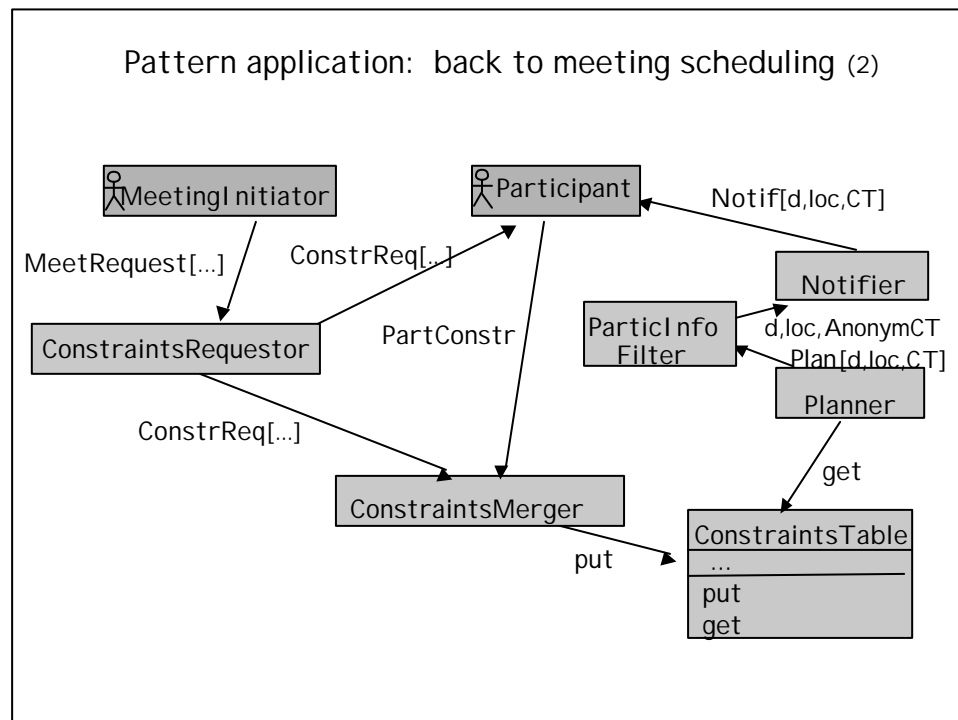 Pattern application: back to meeting scheduling (2)
MeetingInitiator
Participant
Notif[d,loc,CT]
MeetRequest[...]
ConstrReq[...]
Notifier
ConstraintsRequestor
PartConstr
ParticInfo
Filter
d,loc,AnonymCT
Plan[d,loc,CT]
Planner
ConstrReq[...]
get
ConstraintsMerger
put
ConstraintsTable
...
put
get